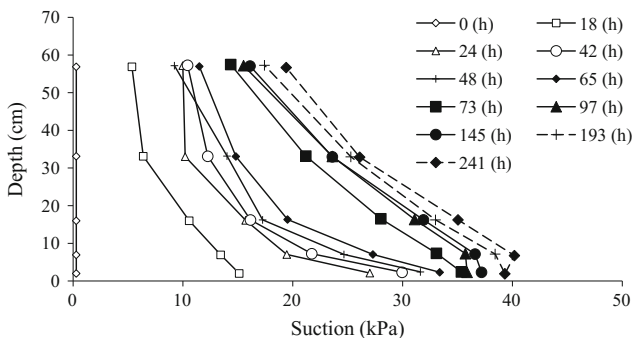 70
60
50
40
30
20
10
0
Depth (cm)
0 10 20 30 40 50
Suction (kPa)
0 (h) 18 (h)
24 (h) 42 (h)
48 (h) 65 (h)
73 (h) 97 (h)
145 (h) 193 (h)
241 (h)